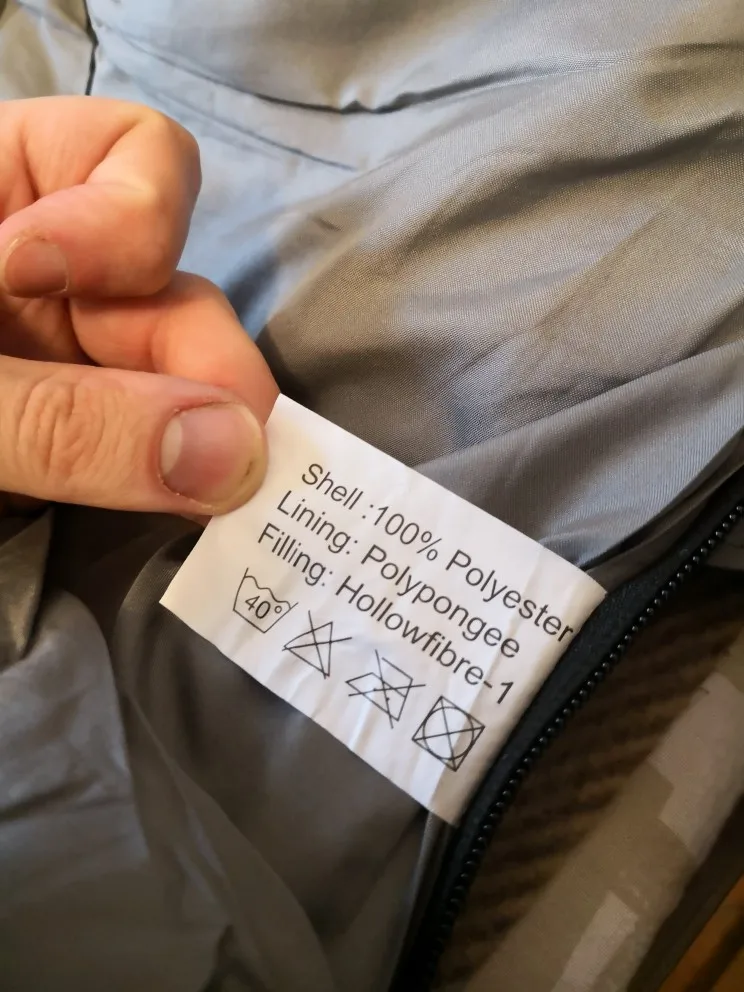 Shell :100% Polyester
Lining: Polypongee
Filling: Hollowfibre-1
40°